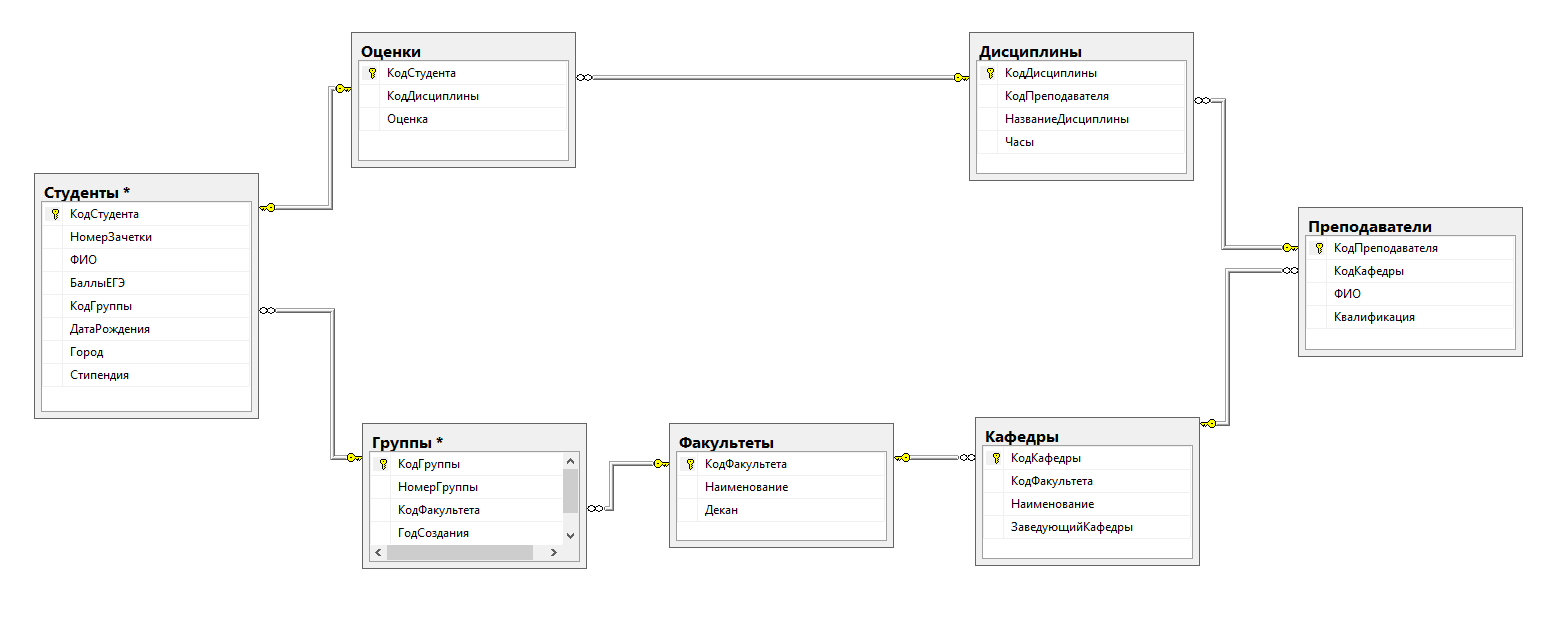 Оценки
КодСтудента
КодДисциплины
Оценка
Дисциплины
КодДисциплины
КодПреподавателя
НазваниеДисциплины
Часы
Студенты *
КодСтудента
НомерЗачетки
ФИО
БаллыЕГЭ
КодГруппы
ДатаРождения
Город
Стипендия
Преподаватели
КодПреподавателя
КодКафедры
ФИО
Квалификация
Группы *
КодГруппы
НомерГруппы
КодФакультета
ГодСоздания
Факультеты
КодФакультета
Наименование
Декан
Кафедры
КодКафедры
КодФакультета
Наименование
ЗаведующийКафедры